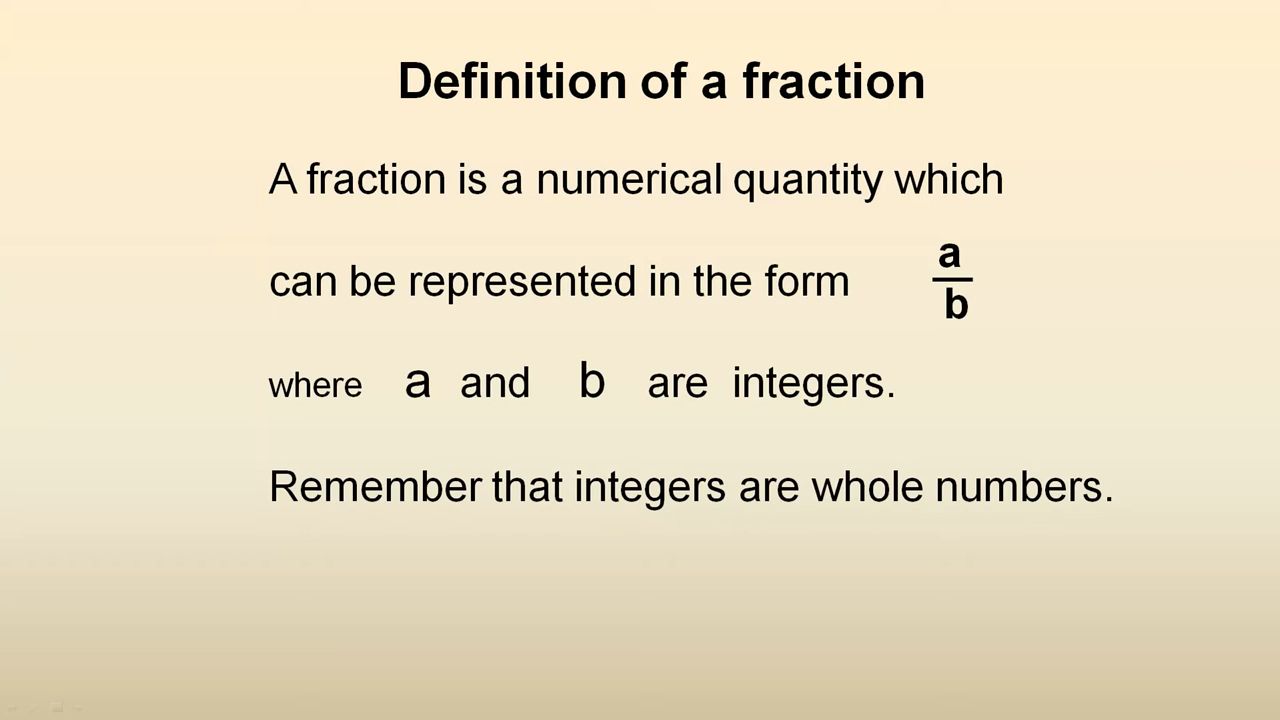 Definition of a fraction
A fraction is a numerical quantity which
can be represented in the form a/b
where a and b are integers.
Remember that integers are whole numbers.